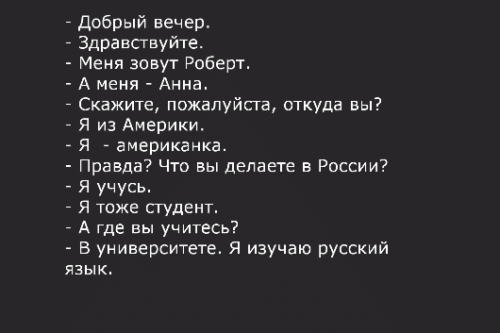 - Добрый вечер.
- Здравствуйте.
- Меня зовут Роберт.
- А меня - Анна.
- Скажите, пожалуйста, откуда вы?
- Я из Америки.
- Я  - американка.
- Правда? Что вы делаете в России?
- Я учусь.
- Я тоже студент.
- А где вы учитесь?
- В университете. Я изучаю русский
язык.